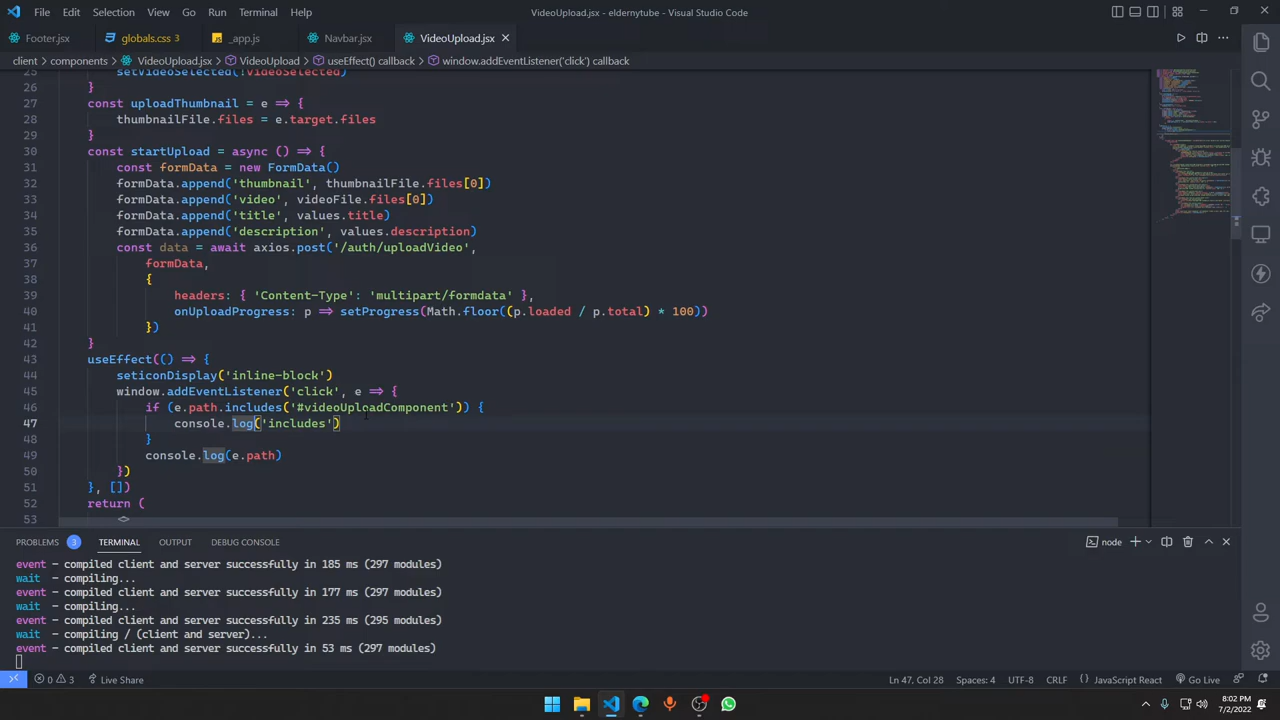 File Edit Selection View Go Run Terminal Help VideoUpload.jsx - eldernytube - Visual Studio Code
Footer.jsx globals.css 3 _app.js Navbar.jsx VideoUpload.jsx
client > components > VideoUpload.jsx > VideoUpload > useEffect() callback > window.addEventListener('click') callback
25 setVideoSelected(!videoSelected)
26 }
27 const uploadThumbnail = e => {
28 thumbnailFile.files = e.target.files
29 }
30 const startUpload = async () => {
31 const formData = new FormData()
32 formData.append('thumbnail', thumbnailFile.files[0])
33 formData.append('video', videoFile.files[0])
34 formData.append('title', values.title)
35 formData.append('description', values.description)
36 const data = await axios.post('/auth/uploadVideo',
37 formData,
38 {
39 headers: { 'Content-Type': 'multipart/formdata' },
40 onUploadProgress: p => setProgress(Math.floor((p.loaded / p.total) * 100))
41 })
42 }
43 useEffect(() => {
44 seticonDisplay('inline-block')
45 window.addEventListener('click', e => {
46 if (e.path.includes('#videoUploadComponent')) {
47 console.log('includes')
48 }
49 console.log(e.path)
50 })
51 }, [])
52 return (
53 <>
PROBLEMS 3 TERMINAL OUTPUT DEBUG CONSOLE node
event - compiled client and server successfully in 185 ms (297 modules)
wait - compiling...
event - compiled client and server successfully in 177 ms (297 modules)
wait - compiling...
event - compiled client and server successfully in 235 ms (295 modules)
wait - compiling / (client and server)...
event - compiled client and server successfully in 53 ms (297 modules)
0 3 Live Share Ln 47, Col 28 Spaces: 4 UTF-8 CRLF { } JavaScript React Go Live
8:02 PM
7/2/2022